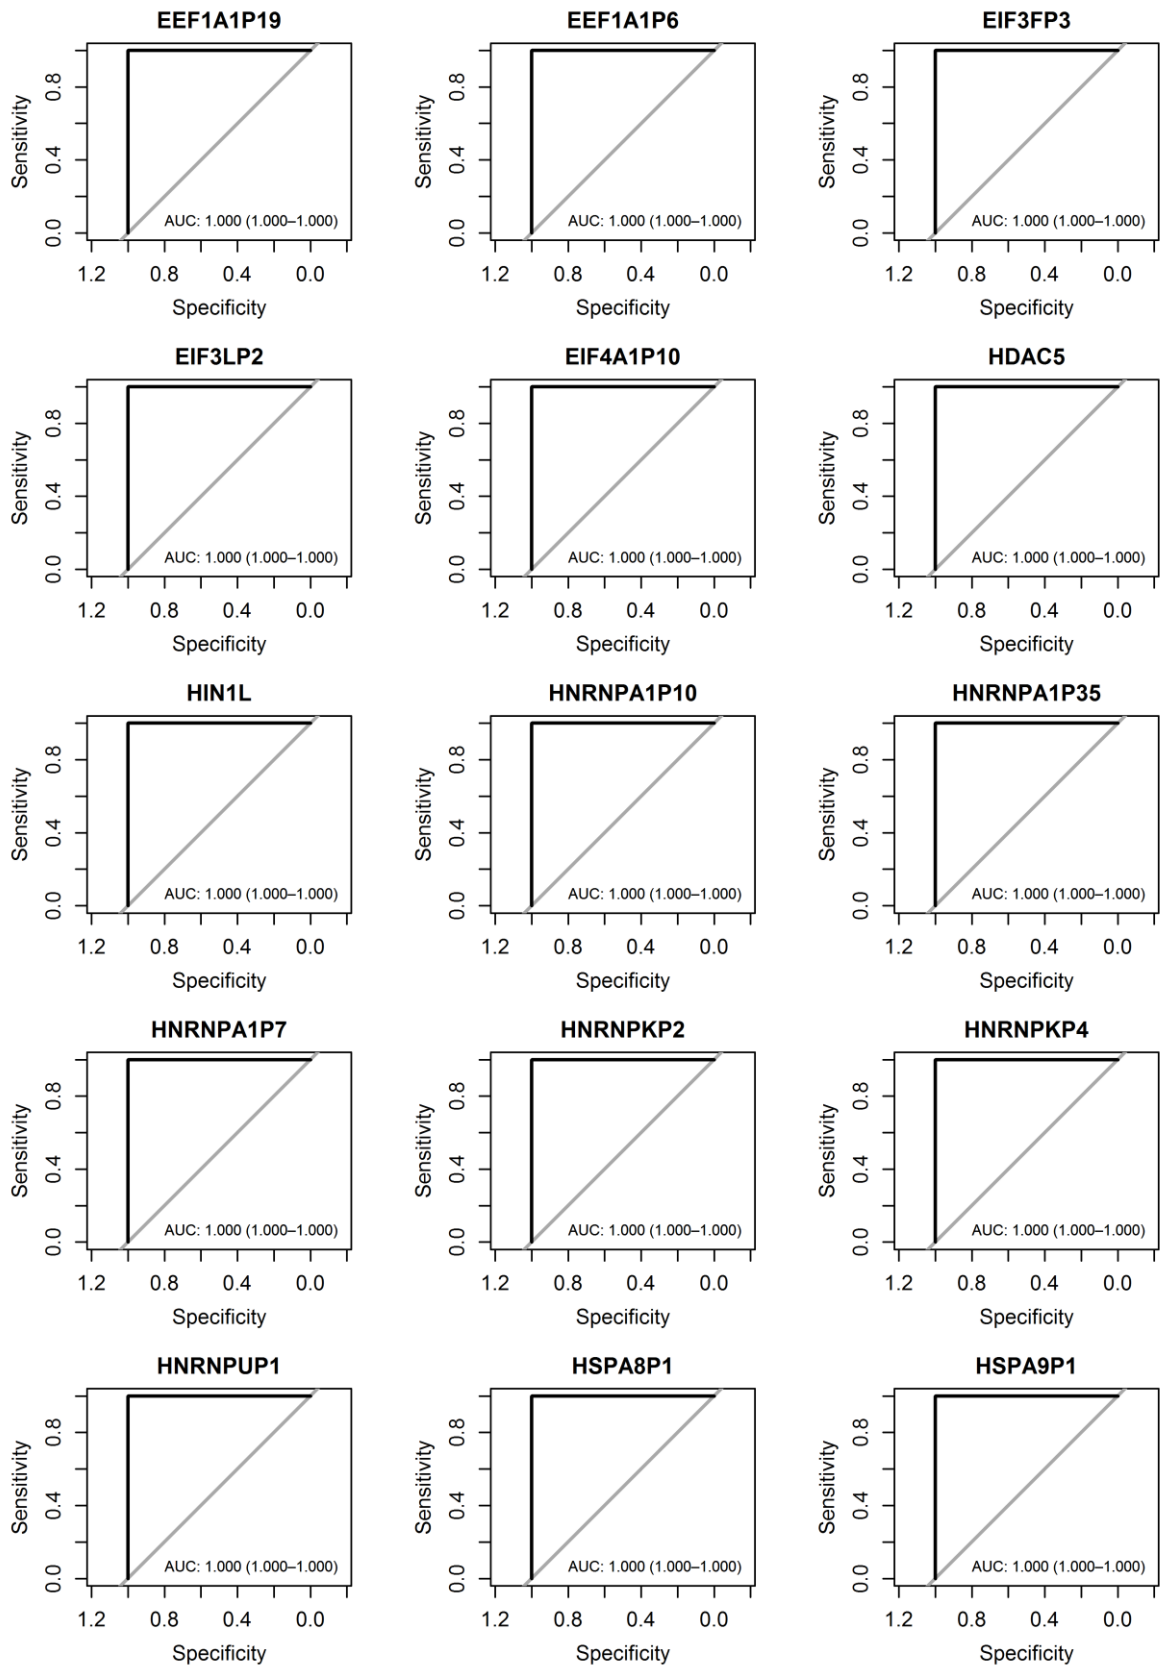 EEF1A1P19 EEF1A1P6 EIF3FP3
Sensitivity
0.0 0.4 0.8
AUC: 1.000 (1.000–1.000)
1.2 0.8 0.4 0.0
Specificity
Sensitivity
0.0 0.4 0.8
AUC: 1.000 (1.000–1.000)
1.2 0.8 0.4 0.0
Specificity
Sensitivity
0.0 0.4 0.8
AUC: 1.000 (1.000–1.000)
1.2 0.8 0.4 0.0
Specificity
EIF3LP2 EIF4A1P10 HDAC5
Sensitivity
0.0 0.4 0.8
AUC: 1.000 (1.000–1.000)
1.2 0.8 0.4 0.0
Specificity
Sensitivity
0.0 0.4 0.8
AUC: 1.000 (1.000–1.000)
1.2 0.8 0.4 0.0
Specificity
Sensitivity
0.0 0.4 0.8
AUC: 1.000 (1.000–1.000)
1.2 0.8 0.4 0.0
Specificity
HIN1L HNRNPA1P10 HNRNPA1P35
Sensitivity
0.0 0.4 0.8
AUC: 1.000 (1.000–1.000)
1.2 0.8 0.4 0.0
Specificity
Sensitivity
0.0 0.4 0.8
AUC: 1.000 (1.000–1.000)
1.2 0.8 0.4 0.0
Specificity
Sensitivity
0.0 0.4 0.8
AUC: 1.000 (1.000–1.000)
1.2 0.8 0.4 0.0
Specificity
HNRNPA1P7 HNRNPKP2 HNRNPKP4
Sensitivity
0.0 0.4 0.8
AUC: 1.000 (1.000–1.000)
1.2 0.8 0.4 0.0
Specificity
Sensitivity
0.0 0.4 0.8
AUC: 1.000 (1.000–1.000)
1.2 0.8 0.4 0.0
Specificity
Sensitivity
0.0 0.4 0.8
AUC: 1.000 (1.000–1.000)
1.2 0.8 0.4 0.0
Specificity
HNRNPUP1 HSPA8P1 HSPA9P1
Sensitivity
0.0 0.4 0.8
AUC: 1.000 (1.000–1.000)
1.2 0.8 0.4 0.0
Specificity
Sensitivity
0.0 0.4 0.8
AUC: 1.000 (1.000–1.000)
1.2 0.8 0.4 0.0
Specificity
Sensitivity
0.0 0.4 0.8
AUC: 1.000 (1.000–1.000)
1.2 0.8 0.4 0.0
Specificity